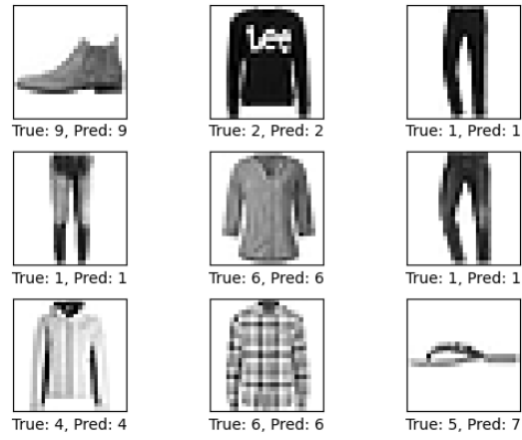 Lee
True: 9, Pred: 9
True: 2, Pred: 2
True: 1, Pred: 1
True: 1, Pred: 1
True: 6, Pred: 6
True: 1, Pred: 1
True: 4, Pred: 4
True: 6, Pred: 6
True: 5, Pred: 7